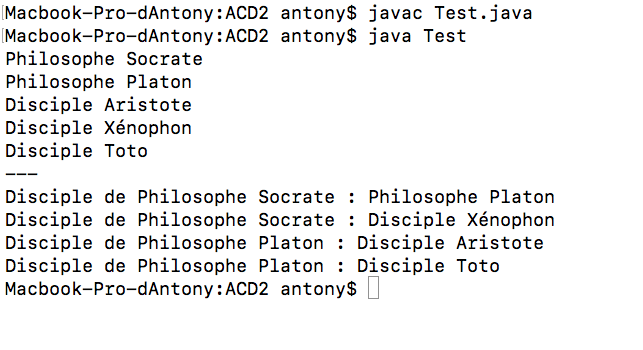 Macbook-Pro-dAntony:ACD2 antony$ javac Test.java
Macbook-Pro-dAntony:ACD2 antony$ java Test
Philosophe Socrate
Philosophe Platon
Disciple Aristote
Disciple Xénophon
Disciple Toto
---
Disciple de Philosophe Socrate : Philosophe Platon
Disciple de Philosophe Socrate : Disciple Xénophon
Disciple de Philosophe Platon : Disciple Aristote
Disciple de Philosophe Platon : Disciple Toto
Macbook-Pro-dAntony:ACD2 antony$